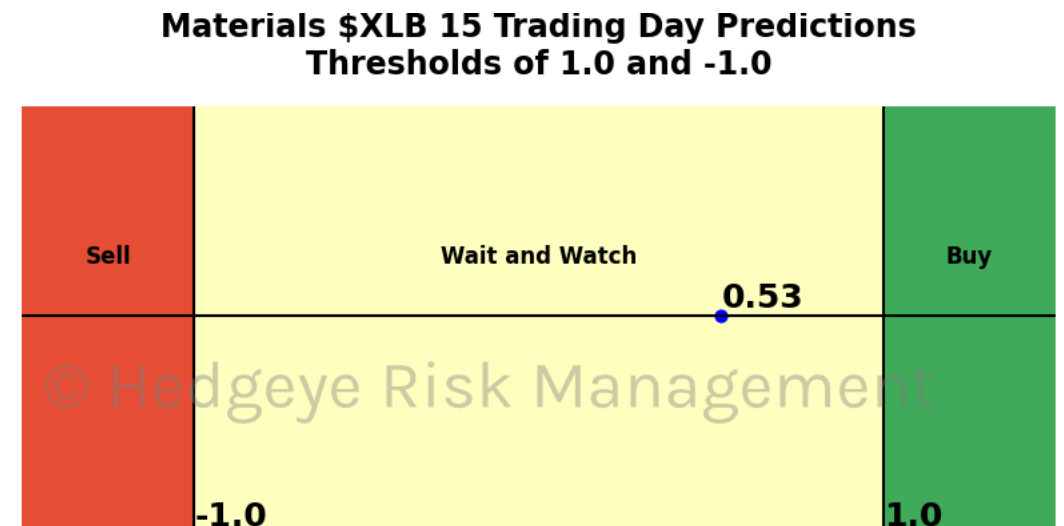 Materials $XLB 15 Trading Day Predictions
Thresholds of 1.0 and -1.0
Sell
Wait and Watch
Buy
0.53
© Hedgeye Risk Management
-1.0
1.0